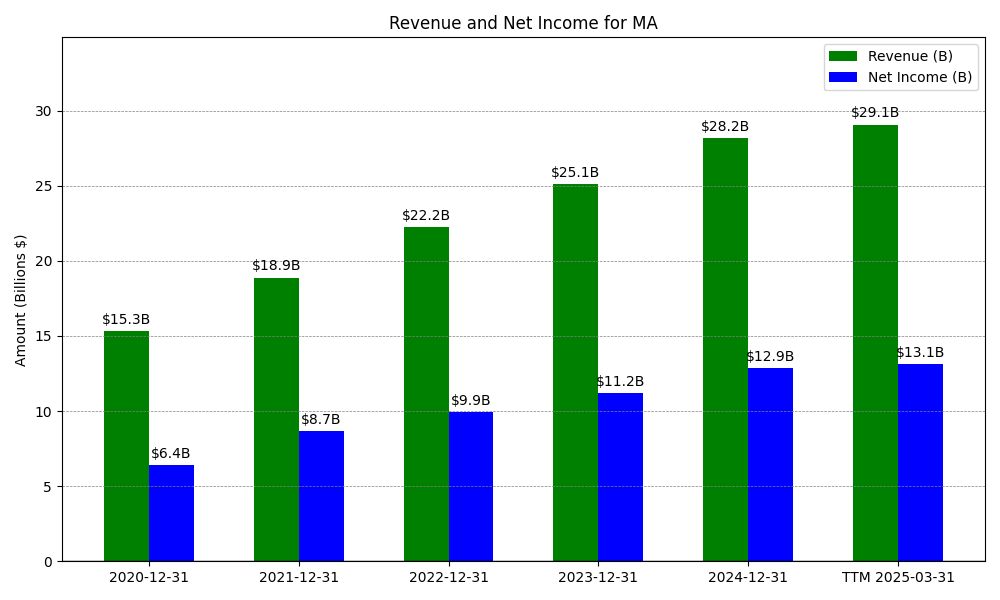 Revenue and Net Income for MA
Revenue (B)
Net Income (B)
Amount (Billions $)
30
25
20
15
10
5
0
$15.3B
$6.4B
$18.9B
$8.7B
$22.2B
$9.9B
$25.1B
$11.2B
$28.2B
$12.9B
$29.1B
$13.1B
2020-12-31
2021-12-31
2022-12-31
2023-12-31
2024-12-31
TTM 2025-03-31